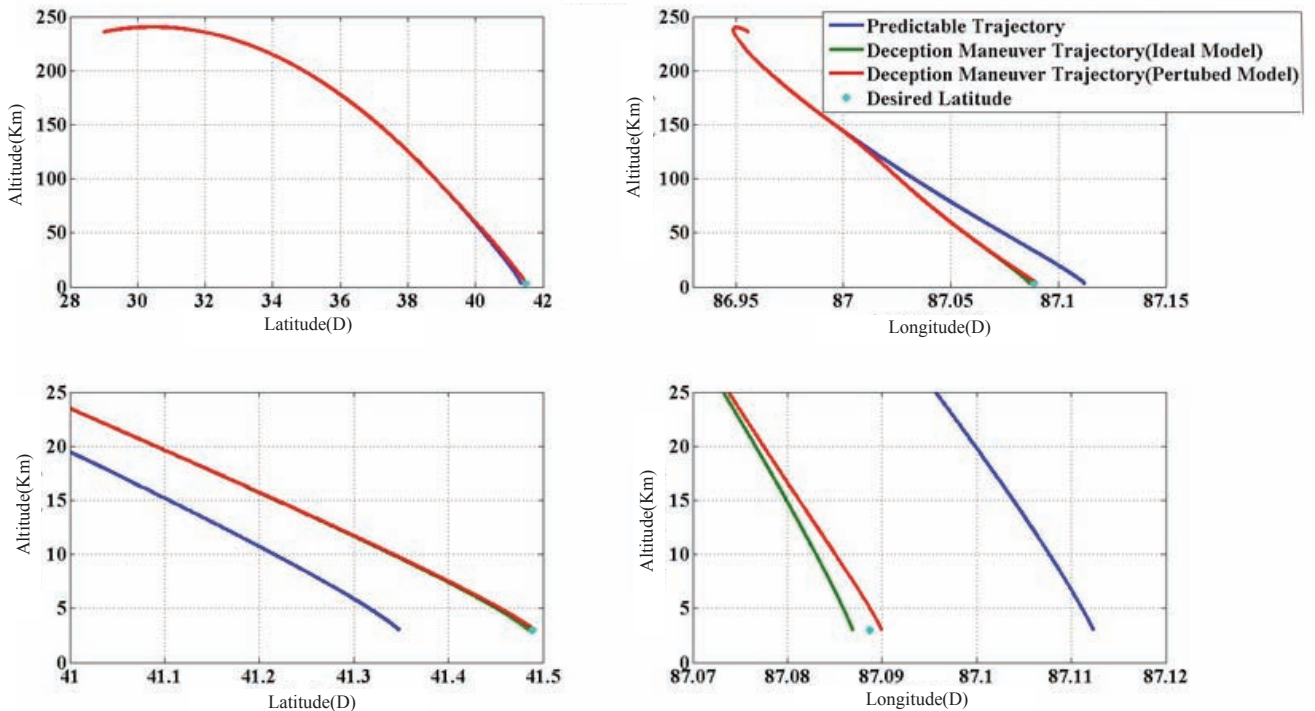 250
200
150
100
50
0
Altitude(Km)
28 30 32 34 36 38 40 42
Latitude(D)
250
200
150
100
50
0
Altitude(Km)
86.95 87 87.05 87.1 87.15
Longitude(D)
Predictable Trajectory
Deception Maneuver Trajectory(Ideal Model)
Deception Maneuver Trajectory(Pertubed Model)
Desired Latitude
25
20
15
10
5
0
Altitude(Km)
41 41.1 41.2 41.3 41.4 41.5
Latitude(D)
25
20
15
10
5
0
Altitude(Km)
87.07 87.08 87.09 87.1 87.11 87.12
Longitude(D)